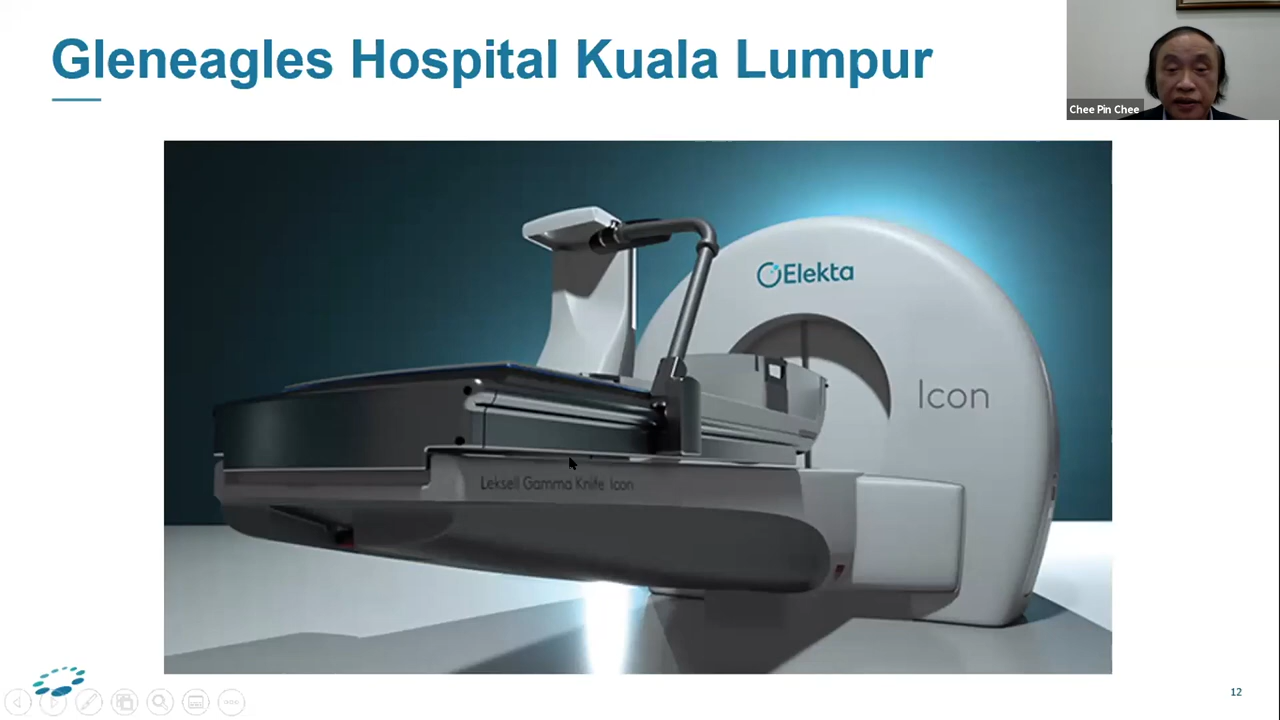 Gleneagles Hospital Kuala Lumpur
Chee Pin Chee
Elekta
Icon
Leksell Gamma Knife Icon
12